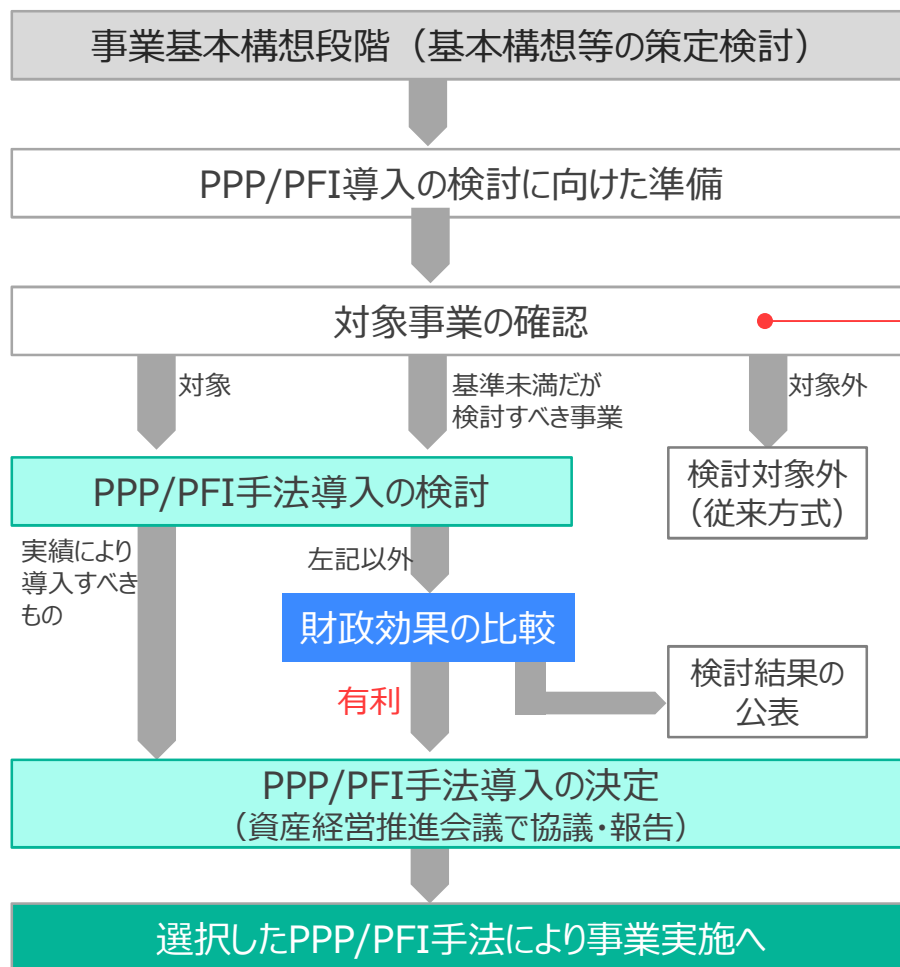 事業基本構想段階（基本構想等の策定検討）
PPP/PFI導入の検討に向けた準備
対象事業の確認
対象
基準未満だが
検討すべき事業
対象外
PPP/PFI手法導入の検討
検討対象外
（従来方式）
実績により
導入すべき
もの
左記以外
財政効果の比較
有利
検討結果の
公表
PPP/PFI手法導入の決定
（資産経営推進会議で協議・報告）
選択したPPP/PFI手法により事業実施へ